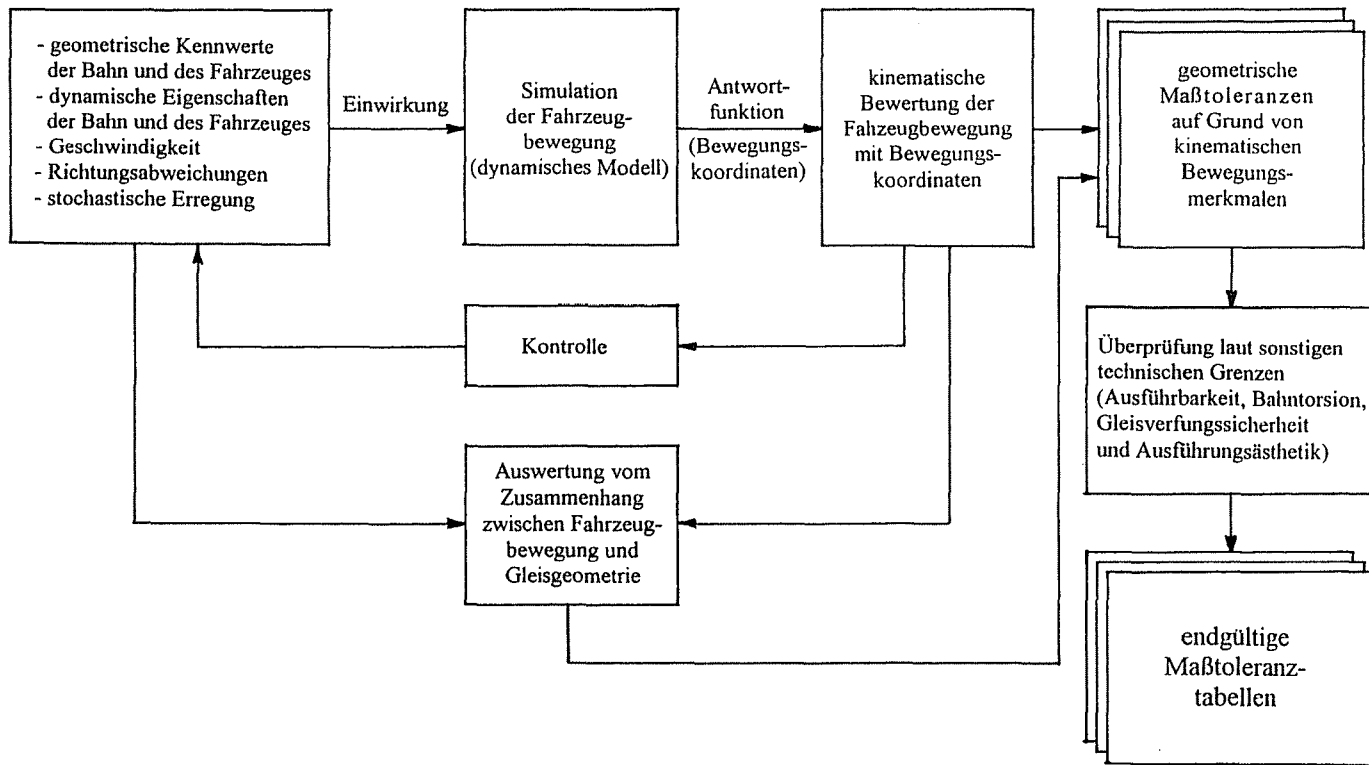 - geometrische Kennwerte
der Bahn und des Fahrzeuges
- dynamische Eigenschaften
der Bahn und des Fahrzeuges
- Geschwindigkeit
- Richtungsabweichungen
- stochastische Erregung
Einwirkung
Simulation
der Fahrzeug-
bewegung
(dynamisches Modell)
Antwort-
funktion
(Bewegungs-
koordinaten)
kinematische
Bewertung der
Fahzeugbewegung
mit Bewegungs-
koordinaten
geometrische
Maßtoleranzen
auf Grund von
kinematischen
Bewegungs-
merkmalen
Kontrolle
Überprüfung laut sonstigen
technischen Grenzen
(Ausführbarkeit, Bahntorsion,
Gleisverfungssicherheit
und Ausführungsästhetik)
Auswertung vom
Zusammenhang
zwischen Fahrzeug-
bewegung und
Gleisgeometrie
endgültige
Maßtoleranz-
tabellen